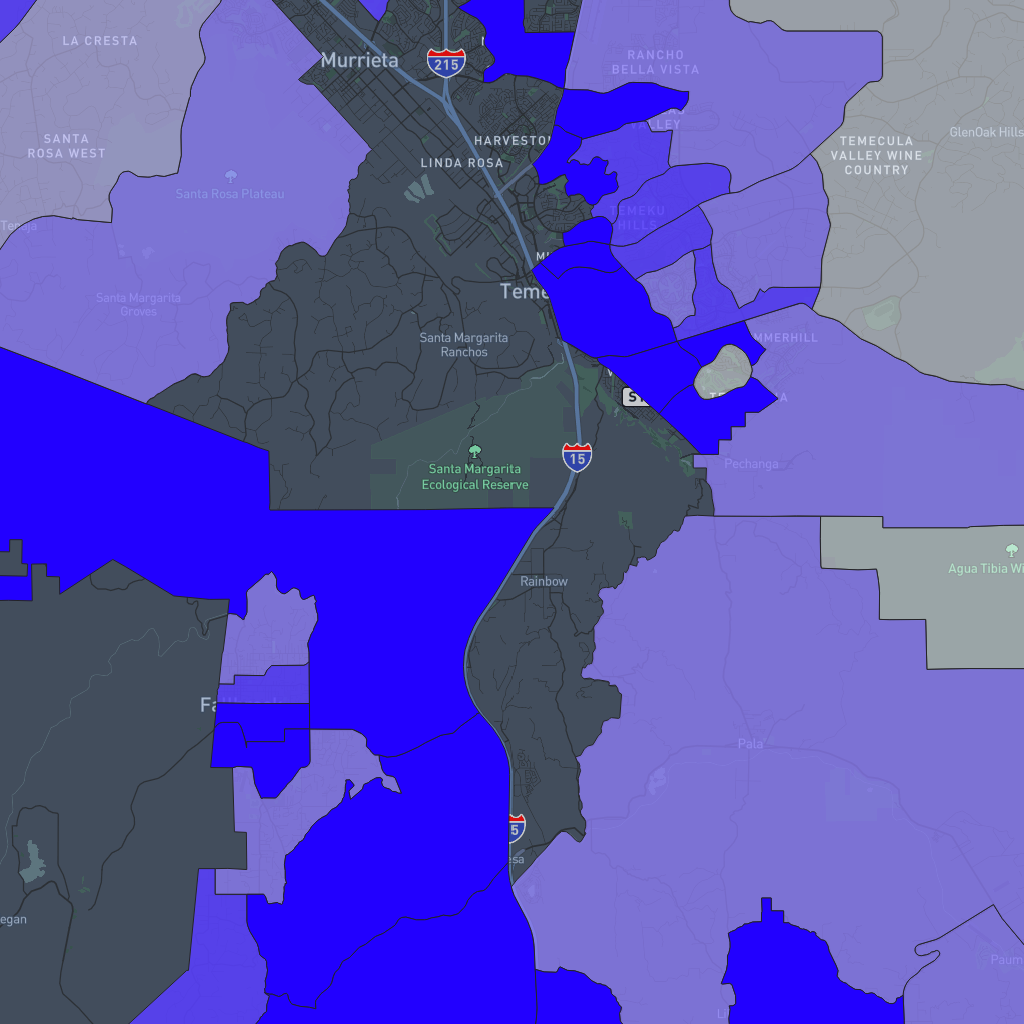 LA CRESTA
Murrieta
215
RANCHO
BELLA VISTA
VALLEY
SANTA
ROSA WEST
HARVESTON
LINDA ROSA
TEMECULA
VALLEY WINE
COUNTRY
GlenOak Hills
Santa Rosa Plateau
Tenaja
TEMEKU
HILLS
Santa Margarita
Groves
Teme
Santa Margarita
Ranchos
MMERHILL
Pechanga
15
Santa Margarita
Ecological Reserve
Rainbow
Agua Tibia Wi
Fa
Pala
5
esa
egan
Paum